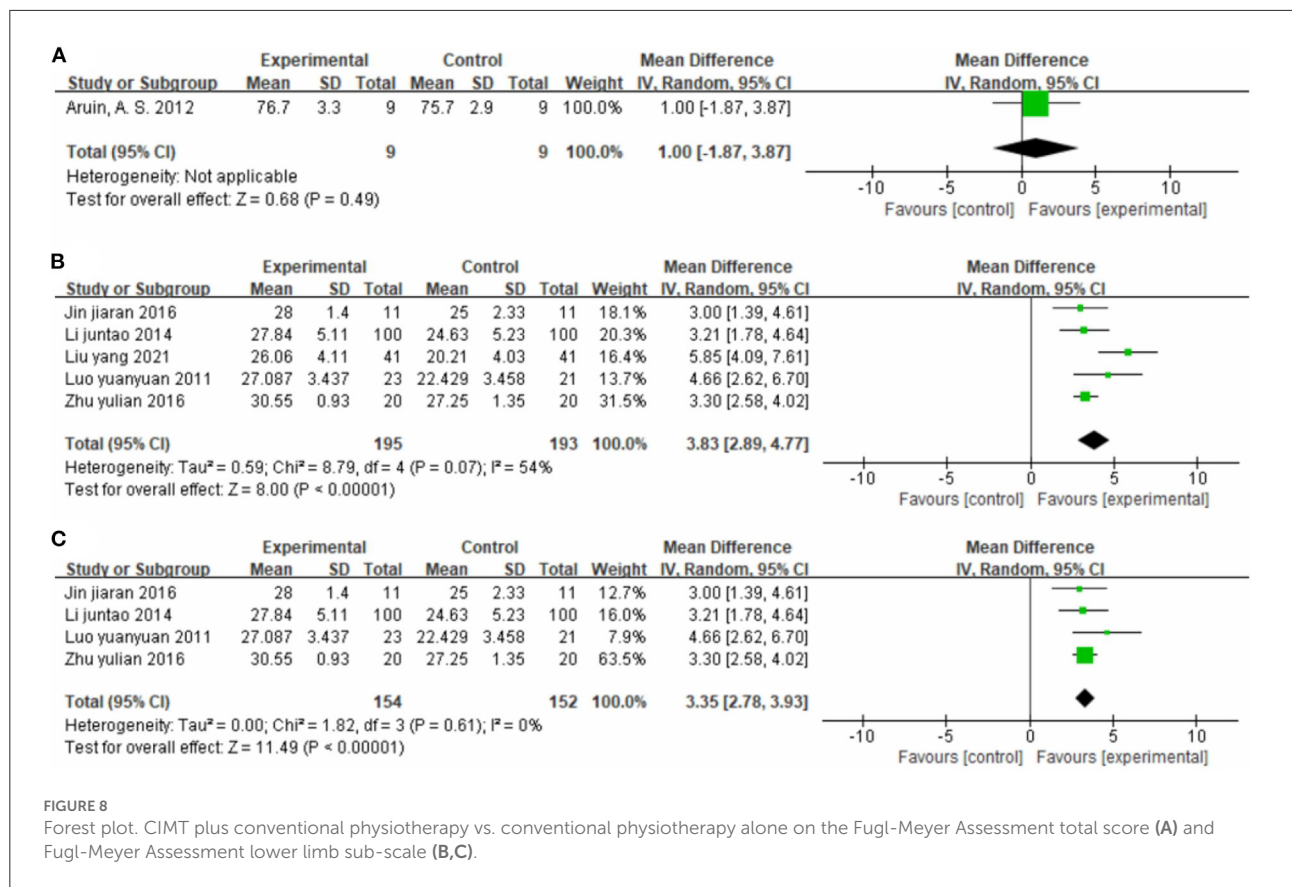 A
Experimental Control Mean Difference Mean Difference
Study or Subgroup Mean SD Total Mean SD Total Weight IV, Random, 95% CI IV, Random, 95% CI
Aruin, A. S. 2012 76.7 3.3 9 75.7 2.9 9 100.0% 1.00 [-1.87, 3.87]
Total (95% CI) 9 9 100.0% 1.00 [-1.87, 3.87]
Heterogeneity: Not applicable
Test for overall effect: Z = 0.68 (P = 0.49)
-10 -5 0 5 10
Favours [control] Favours [experimental]
B
Experimental Control Mean Difference Mean Difference
Study or Subgroup Mean SD Total Mean SD Total Weight IV, Random, 95% CI IV, Random, 95% CI
Jin jiaran 2016 28 1.4 11 25 2.33 11 18.1% 3.00 [1.39, 4.61]
Li juntao 2014 27.84 5.11 100 24.63 5.23 100 20.3% 3.21 [1.78, 4.64]
Liu yang 2021 26.06 4.11 41 20.21 4.03 41 16.4% 5.85 [4.09, 7.61]
Luo yuanyuan 2011 27.087 3.437 23 22.429 3.458 21 13.7% 4.66 [2.62, 6.70]
Zhu yulian 2016 30.55 0.93 20 27.25 1.35 20 31.5% 3.30 [2.58, 4.02]
Total (95% CI) 195 193 100.0% 3.83 [2.89, 4.77]
Heterogeneity: Tau² = 0.59; Chi² = 8.79, df = 4 (P = 0.07); I² = 54%
Test for overall effect: Z = 8.00 (P < 0.00001)
-10 -5 0 5 10
Favours [control] Favours [experimental]
C
Experimental Control Mean Difference Mean Difference
Study or Subgroup Mean SD Total Mean SD Total Weight IV, Random, 95% CI IV, Random, 95% CI
Jin jiaran 2016 28 1.4 11 25 2.33 11 12.7% 3.00 [1.39, 4.61]
Li juntao 2014 27.84 5.11 100 24.63 5.23 100 16.0% 3.21 [1.78, 4.64]
Luo yuanyuan 2011 27.087 3.437 23 22.429 3.458 21 7.9% 4.66 [2.62, 6.70]
Zhu yulian 2016 30.55 0.93 20 27.25 1.35 20 63.5% 3.30 [2.58, 4.02]
Total (95% CI) 154 152 100.0% 3.35 [2.78, 3.93]
Heterogeneity: Tau² = 0.00; Chi² = 1.82, df = 3 (P = 0.61); I² = 0%
Test for overall effect: Z = 11.49 (P < 0.00001)
-10 -5 0 5 10
Favours [control] Favours [experimental]
FIGURE 8
Forest plot. CIMT plus conventional physiotherapy vs. conventional physiotherapy alone on the Fugl-Meyer Assessment total score (A) and
Fugl-Meyer Assessment lower limb sub-scale (B,C).